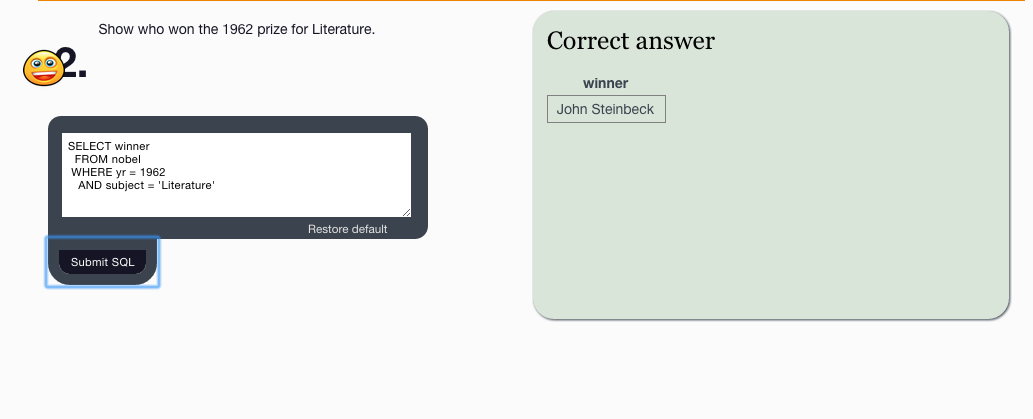 Show who won the 1962 prize for Literature.
2.
SELECT winner
FROM nobel
WHERE yr = 1962
AND subject = 'Literature'
Restore default
Submit SQL
Correct answer
winner
John Steinbeck